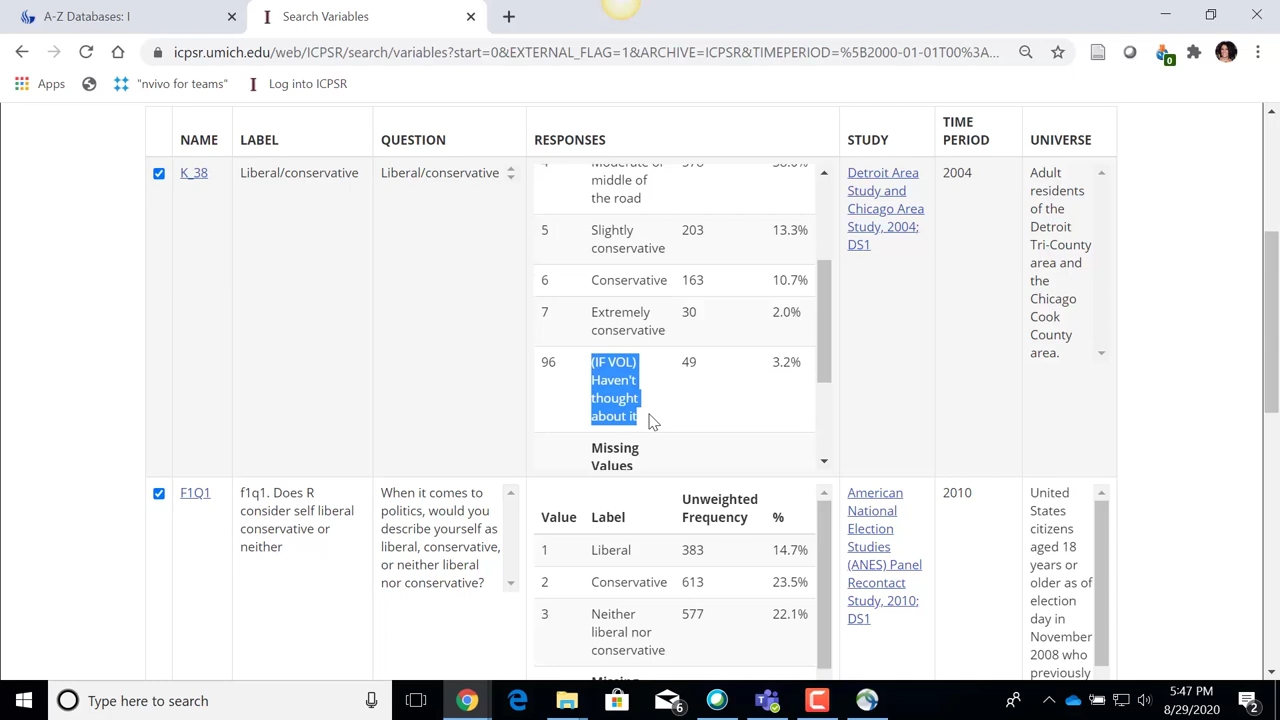 A-Z Databases: I
Search Variables
icpsr.umich.edu/web/ICPSR/search/variables?start=0&EXTERNAL_FLAG=1&ARCHIVE=ICPSR&TIMEPERIOD=%5B2000-01-01T00%3A...
0
Apps
"nvivo for teams"
Log into ICPSR
NAME
LABEL
QUESTION
RESPONSES
STUDY
TIME
PERIOD
UNIVERSE
K_38
Liberal/conservative
Liberal/conservative
middle of
the road
5
Slightly
conservative
203
13.3%
6
Conservative
163
10.7%
7
Extremely
conservative
30
2.0%
96
(IF VOL)
Haven't
thought
about it
49
3.2%
Missing
Values
Detroit Area
Study and
Chicago Area
Study, 2004;
DS1
2004
Adult
residents
of the
Detroit
Tri-County
area and
the
Chicago
Cook
County
area.
F1Q1
f1q1. Does R
consider self liberal
conservative or
neither
When it comes to
politics, would you
describe yourself as
liberal, conservative,
or neither liberal
nor conservative?
Value
Label
Unweighted
Frequency
%
1
Liberal
383
14.7%
2
Conservative
613
23.5%
3
Neither
liberal nor
conservative
577
22.1%
American
National
Election
Studies
(ANES) Panel
Recontact
Study, 2010;
DS1
2010
United
States
citizens
aged 18
years or
older as of
election
day in
November
2008 who
previously
Type here to search
6
5:47 PM
8/29/2020
2